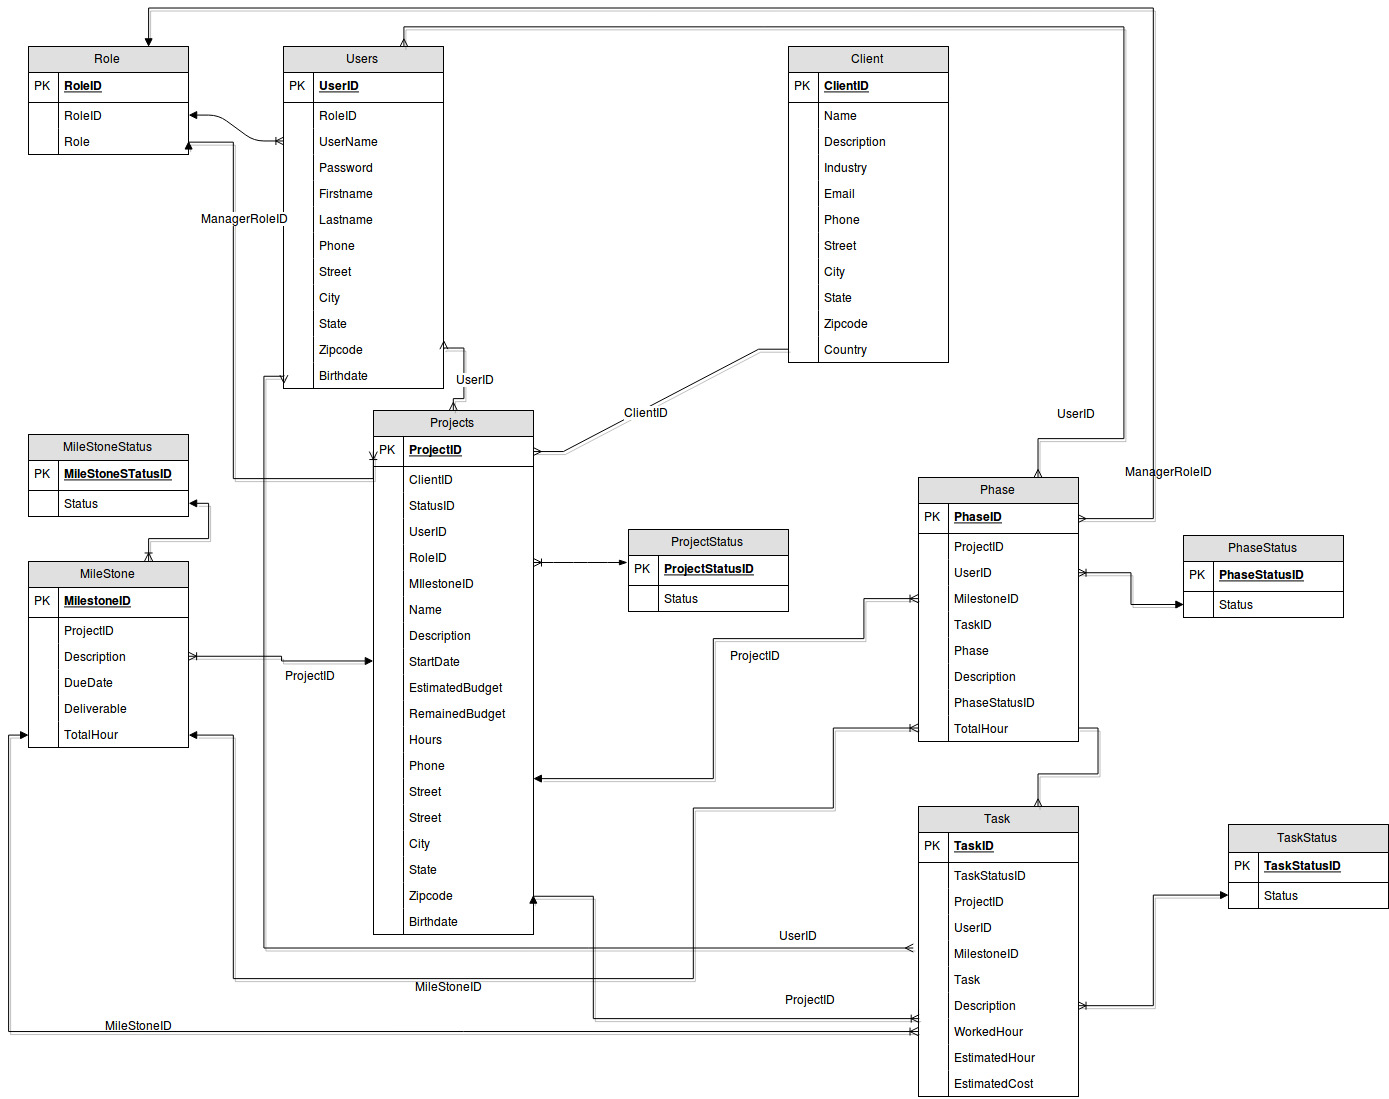 Role
PK RoleID
RoleID
Role
Users
PK UserID
RoleID
UserName
Password
Firstname
Lastname
Phone
Street
City
State
Zipcode
Birthdate
Client
PK ClientID
Name
Description
Industry
Email
Phone
Street
City
State
Zipcode
Country
ManagerRoleID
UserID
ClientID
UserID
ManagerRoleID
MileStoneStatus
PK MileStoneSTatusID
Status
MileStone
PK MilestoneID
ProjectID
Description
DueDate
Deliverable
TotalHour
ProjectID
Projects
PK ProjectID
ClientID
StatusID
UserID
RoleID
MIlestoneID
Name
Description
StartDate
EstimatedBudget
RemainedBudget
Hours
Phone
Street
Street
City
State
Zipcode
Birthdate
ProjectStatus
PK ProjectStatusID
Status
ProjectID
Phase
PK PhaseID
ProjectID
UserID
MilestoneID
TaskID
Phase
Description
PhaseStatusID
TotalHour
PhaseStatus
PK PhaseStatusID
Status
Task
PK TaskID
TaskStatusID
ProjectID
UserID
MilestoneID
Task
Description
WorkedHour
EstimatedHour
EstimatedCost
TaskStatus
PK TaskStatusID
Status
UserID
MileStoneID
ProjectID
MileStoneID